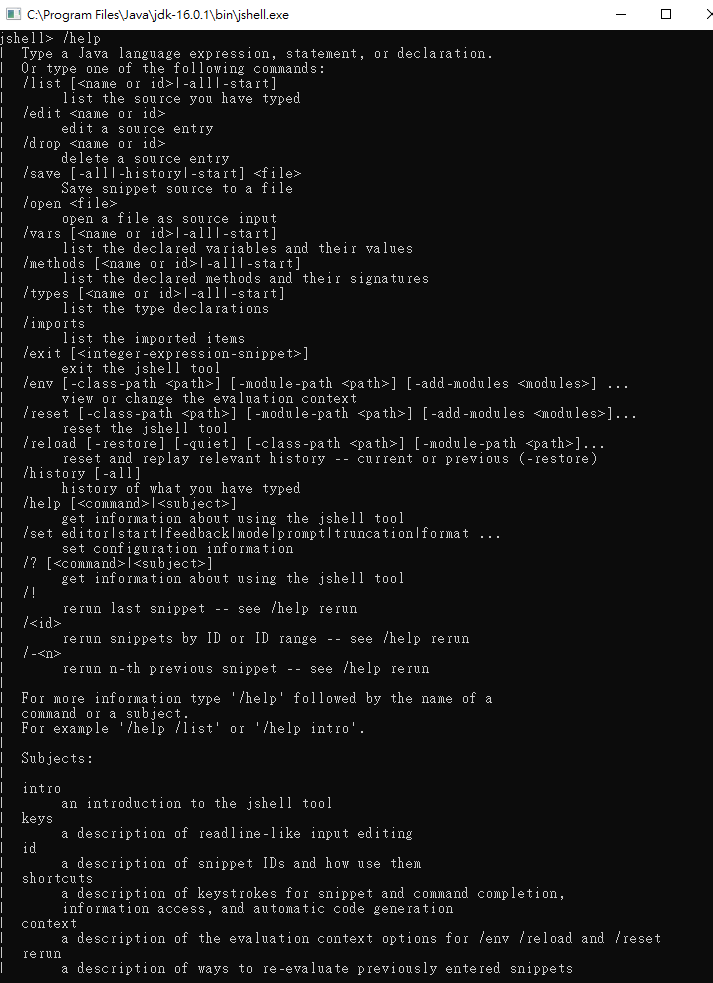 C:\Program Files\Java\jdk-16.0.1\bin\jshell.exe
jshell> /help
|  Type a Java language expression, statement, or declaration.
|  Or type one of the following commands:
|  /list [<name or id>|-all|-start]
|       list the source you have typed
|  /edit <name or id>
|       edit a source entry
|  /drop <name or id>
|       delete a source entry
|  /save [-all|-history|-start] <file>
|       Save snippet source to a file
|  /open <file>
|       open a file as source input
|  /vars [<name or id>|-all|-start]
|       list the declared variables and their values
|  /methods [<name or id>|-all|-start]
|       list the declared methods and their signatures
|  /types [<name or id>|-all|-start]
|       list the type declarations
|  /imports
|       list the imported items
|  /exit [<integer-expression-snippet>]
|       exit the jshell tool
|  /env [-class-path <path>] [-module-path <path>] [-add-modules <modules>] ...
|       view or change the evaluation context
|  /reset [-class-path <path>] [-module-path <path>] [-add-modules <modules>]...
|       reset the jshell tool
|  /reload [-restore] [-quiet] [-class-path <path>] [-module-path <path>]...
|       reset and replay relevant history -- current or previous (-restore)
|  /history [-all]
|       history of what you have typed
|  /help [<command>|<subject>]
|       get information about using the jshell tool
|  /set editor|start|feedback|mode|prompt|truncation|format ...
|       set configuration information
|  /? [<command>|<subject>]
|       get information about using the jshell tool
|  /!
|       rerun last snippet -- see /help rerun
|  /<id>
|       rerun snippets by ID or ID range -- see /help rerun
|  /-<n>
|       rerun n-th previous snippet -- see /help rerun
|
|  For more information type '/help' followed by the name of a
|  command or a subject.
|  For example '/help /list' or '/help intro'.
|
|  Subjects:
|
|  intro
|       an introduction to the jshell tool
|  keys
|       a description of readline-like input editing
|  id
|       a description of snippet IDs and how use them
|  shortcuts
|       a description of keystrokes for snippet and command completion,
|       information access, and automatic code generation
|  context
|       a description of the evaluation context options for /env /reload and /reset
|  rerun
|       a description of ways to re-evaluate previously entered snippets